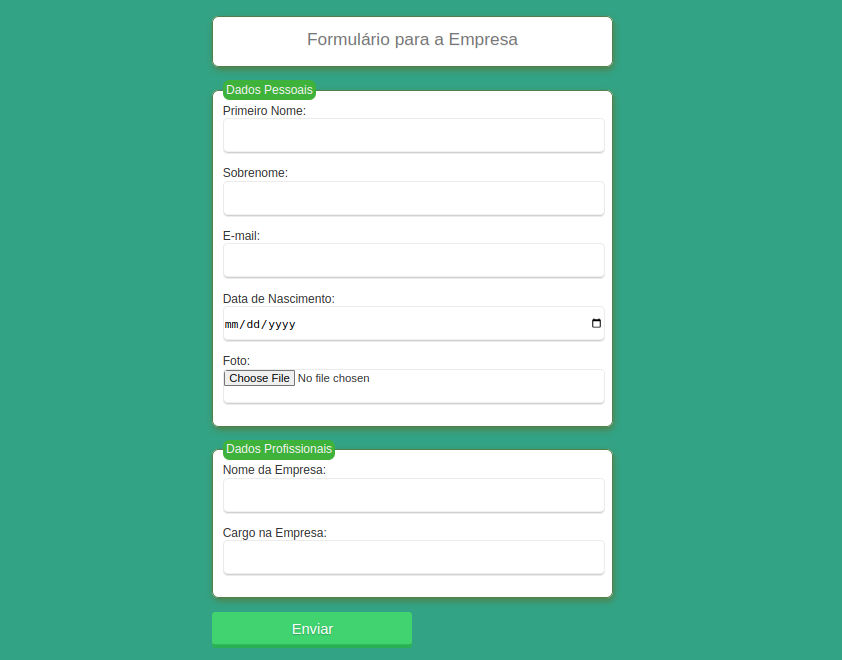 Formulário para a Empresa
Dados Pessoais
Primeiro Nome:
Sobrenome:
E-mail:
Data de Nascimento:
mm/dd/yyyy
Foto:
Choose File No file chosen
Dados Profissionais
Nome da Empresa:
Cargo na Empresa:
Enviar